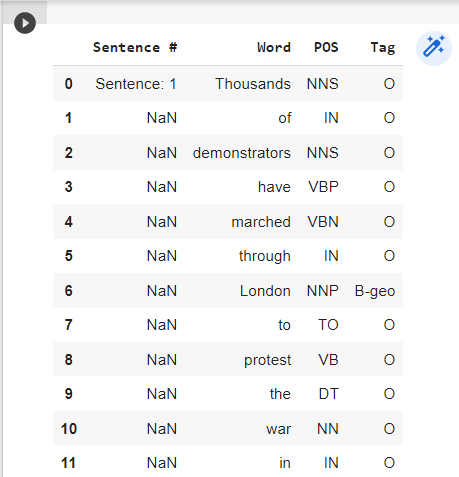 Sentence # Word POS Tag
0 Sentence: 1 Thousands NNS O
1 NaN of IN O
2 NaN demonstrators NNS O
3 NaN have VBP O
4 NaN marched VBN O
5 NaN through IN O
6 NaN London NNP B-geo
7 NaN to TO O
8 NaN protest VB O
9 NaN the DT O
10 NaN war NN O
11 NaN in IN O